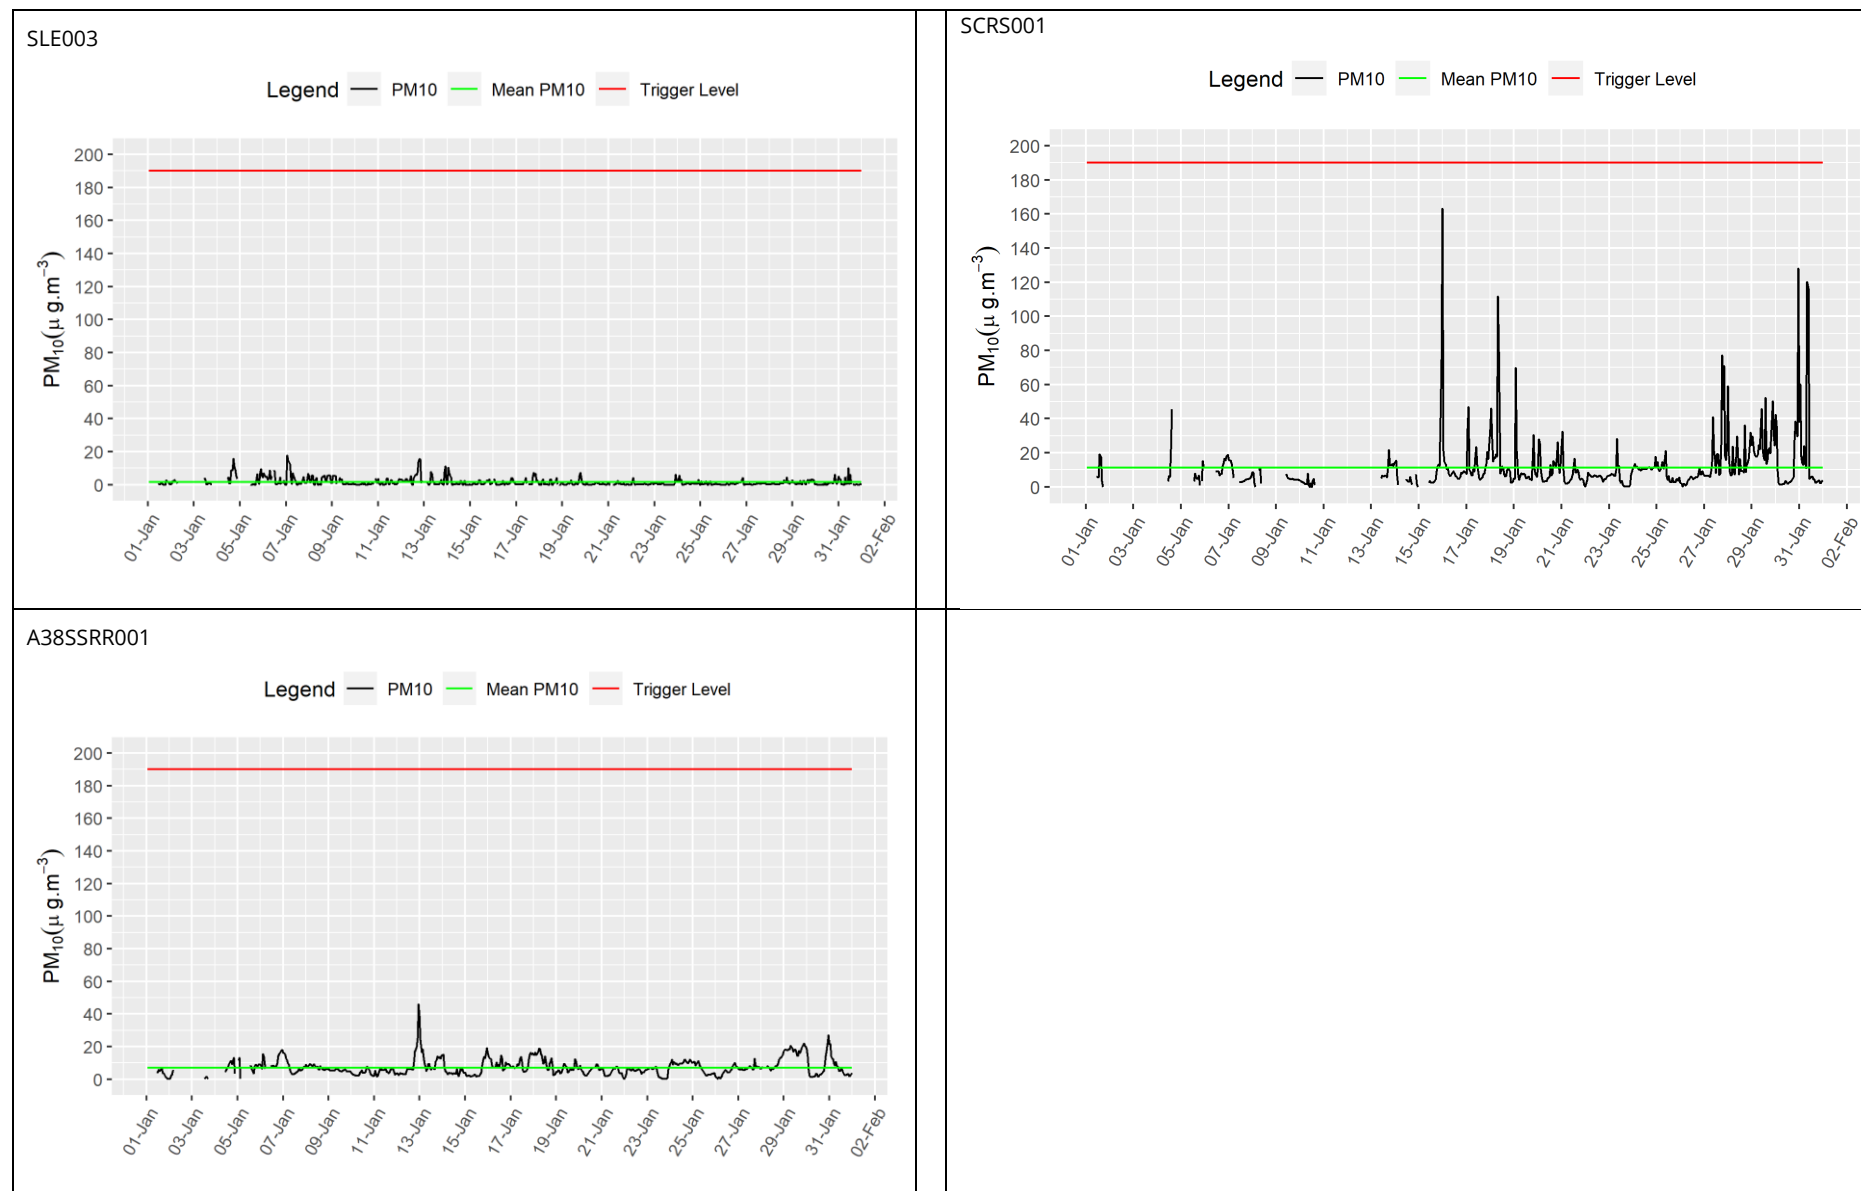 SLE003
Legend PM10 Mean PM10 Trigger Level
PM10(μ g.m−3)
200
180
160
140
120
100
80
60
40
20
0
01-Jan 03-Jan 05-Jan 07-Jan 09-Jan 11-Jan 13-Jan 15-Jan 17-Jan 19-Jan 21-Jan 23-Jan 25-Jan 27-Jan 29-Jan 31-Jan 02-Feb
SCRS001
Legend PM10 Mean PM10 Trigger Level
PM10(μ g.m−3)
200
180
160
140
120
100
80
60
40
20
0
01-Jan 03-Jan 05-Jan 07-Jan 09-Jan 11-Jan 13-Jan 15-Jan 17-Jan 19-Jan 21-Jan 23-Jan 25-Jan 27-Jan 29-Jan 31-Jan 02-Feb
A38SSRR001
Legend PM10 Mean PM10 Trigger Level
PM10(μ g.m−3)
200
180
160
140
120
100
80
60
40
20
0
01-Jan 03-Jan 05-Jan 07-Jan 09-Jan 11-Jan 13-Jan 15-Jan 17-Jan 19-Jan 21-Jan 23-Jan 25-Jan 27-Jan 29-Jan 31-Jan 02-Feb